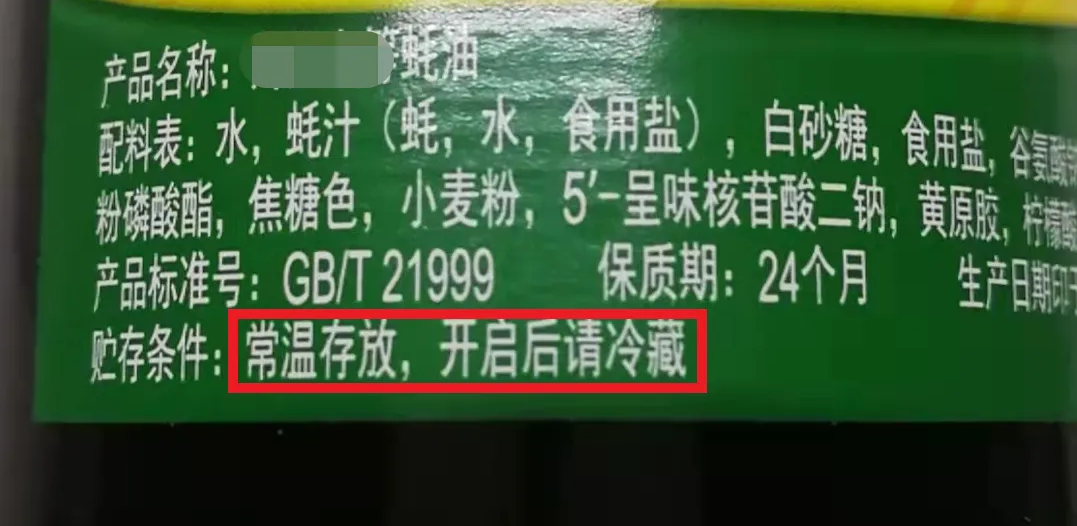 产品名称：蚝油
配料表：水，蚝汁（蚝，水，食用盐），白砂糖，食用盐，谷氨酸
粉磷酸酯，焦糖色，小麦粉，5′-呈味核苷酸二钠，黄原胶，柠檬酸
产品标准号：GB/T 21999 保质期：24个月 生产日期印于
贮存条件：常温存放，开启后请冷藏